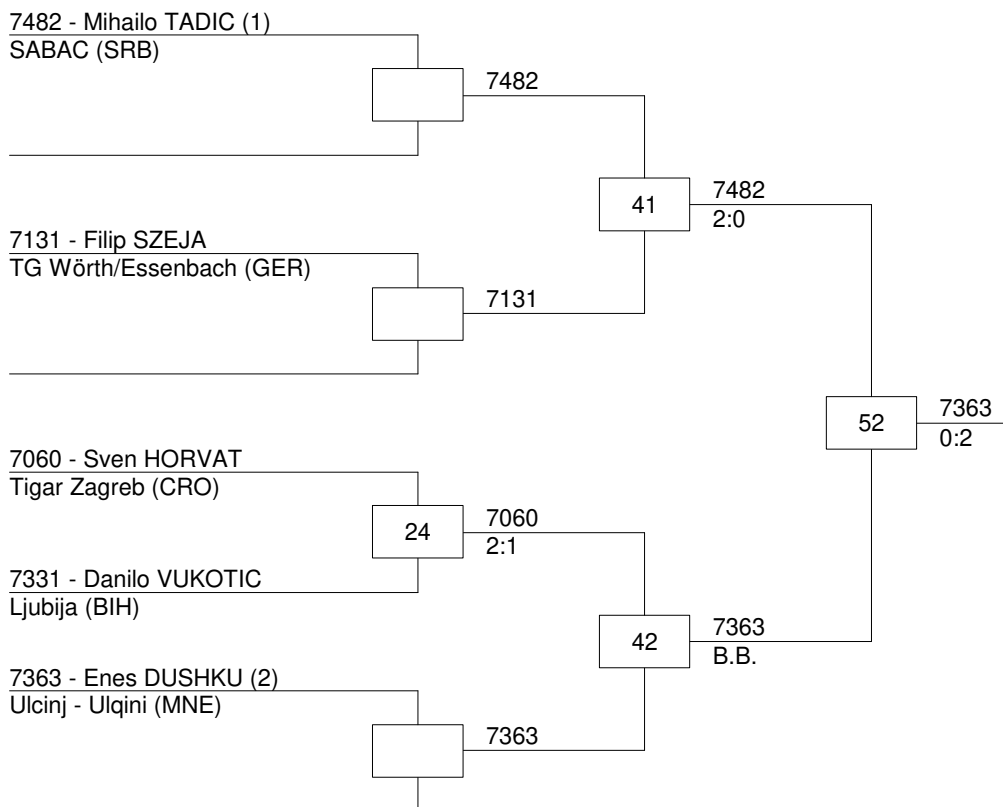 7482 - Mihailo TADIC (1)
SABAC (SRB)
7482
41
7482
2:0
7131 - Filip SZEJA
TG Wörth/Essenbach (GER)
7131
52
7363
0:2
7060 - Sven HORVAT
Tigar Zagreb (CRO)
24
7060
2:1
7331 - Danilo VUKOTIC
Ljubija (BIH)
42
7363
B.B.
7363 - Enes DUSHKU (2)
Ulcinj - Ulqini (MNE)
7363